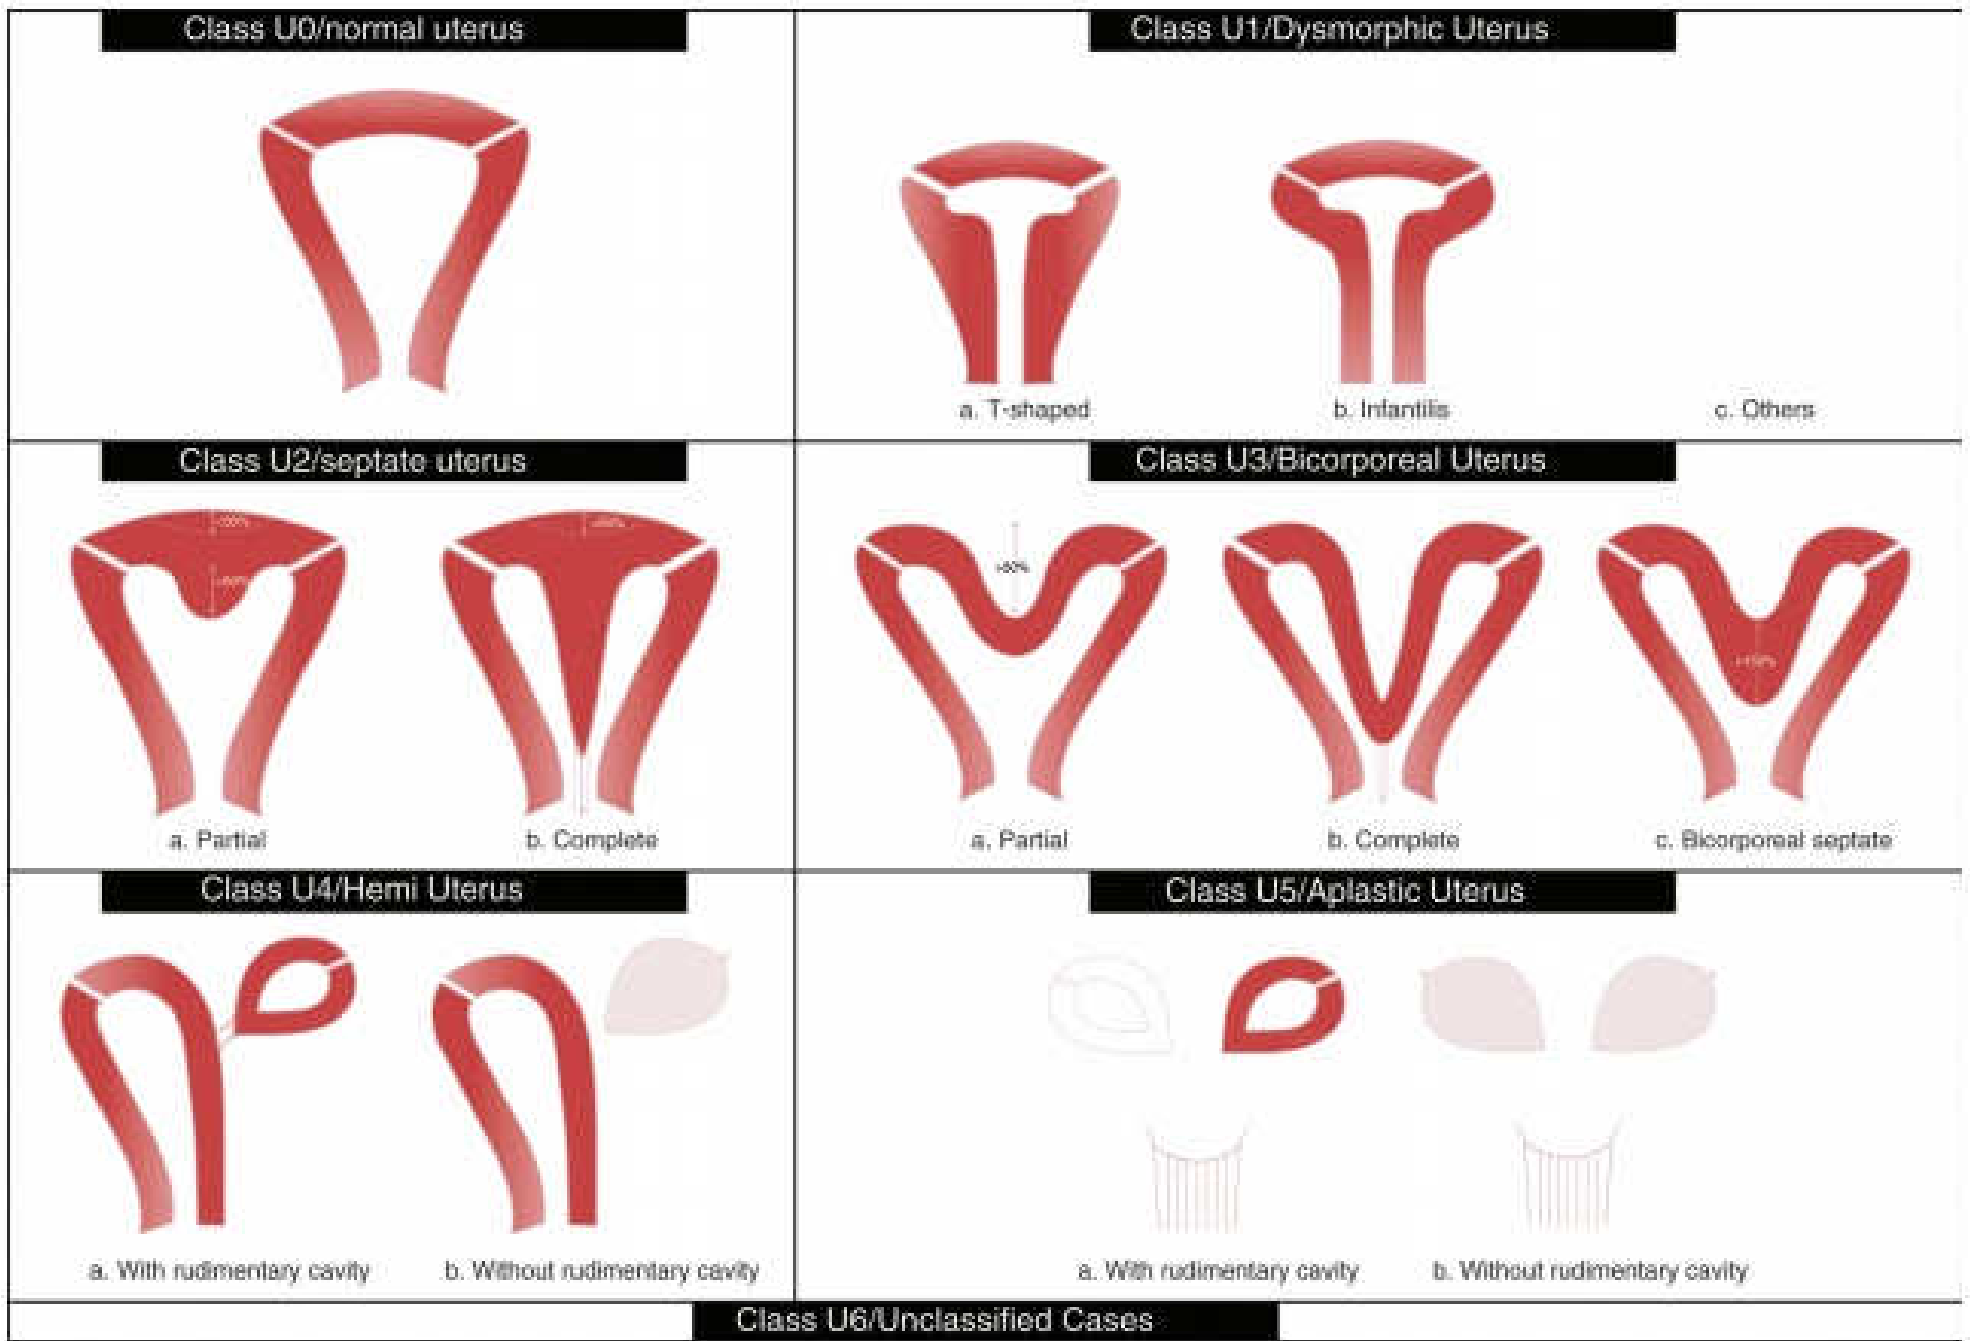 Class U0/normal uterus
Class U1/Dysmorphic Uterus
a. T-shaped
b. Infantilis
c. Others
Class U2/septate uterus
a. Partial
b. Complete
Class U3/Bicorporeal Uterus
>50%
a. Partial
b. Complete
c. Bicorporeal septate
Class U4/Hemi Uterus
a. With rudimentary cavity
b. Without rudimentary cavity
Class U5/Aplastic Uterus
a. With rudimentary cavity
b. Without rudimentary cavity
Class U6/Unclassified Cases